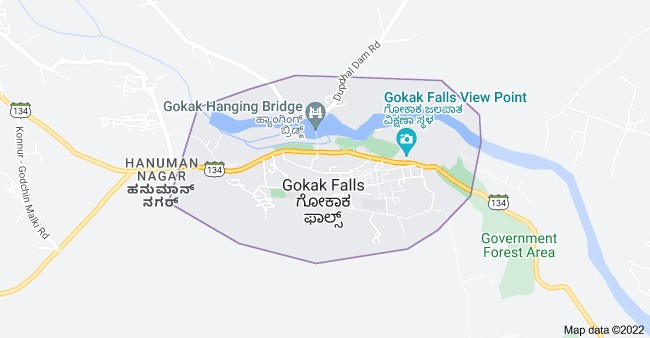 Dupdhal Dam Rd
Gokak Falls View Point
ಗೋಕಾಕ ಜಲಪಾತ
ವಿಕ್ಷಣಾ ಸ್ಥಳ
Gokak Hanging Bridge
ಹ್ಯಾಂಗಿಂಗ್
ಬ್ರಿಡ್ಜ್
134
Konnur - Godchin Malki Rd
HANUMAN
NAGAR
ಹನುಮಾನ್
ನಗರ್
134
Gokak Falls
ಗೋಕಾಕ
ಫಾಲ್ಸ್
134
Government
Forest Area
Map data ©2022